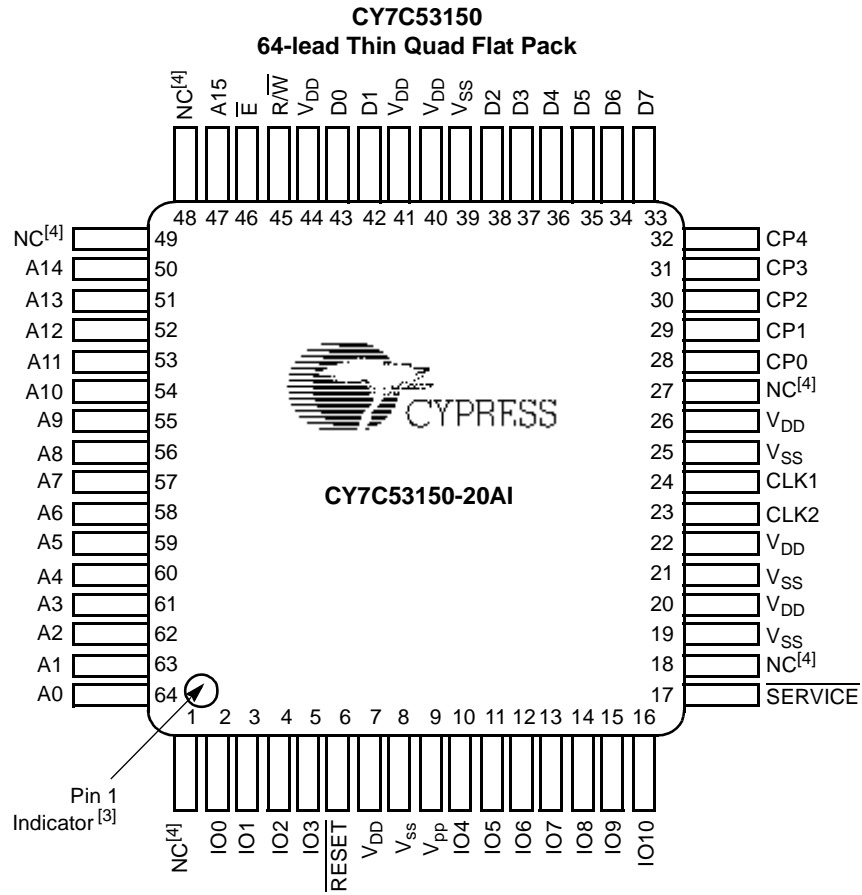 CY7C53150
64-lead Thin Quad Flat Pack
NC[4]
A15
E̅
R/W̅
VDD
D0
D1
VDD
VDD
VSS
D2
D3
D4
D5
D6
D7
48 47 46 45 44 43 42 41 40 39 38 37 36 35 34 33
NC[4] 49
A14 50
A13 51
A12 52
A11 53
A10 54
A9 55
A8 56
A7 57
A6 58
A5 59
A4 60
A3 61
A2 62
A1 63
A0 64
32 CP4
31 CP3
30 CP2
29 CP1
28 CP0
27 NC[4]
26 VDD
25 VSS
24 CLK1
23 CLK2
22 VDD
21 VSS
20 VDD
19 VSS
18 NC[4]
17 SERVICE
CYPRESS
CY7C53150-20AI
1 2 3 4 5 6 7 8 9 10 11 12 13 14 15 16
Pin 1
Indicator [3]
NC[4]
IO0
IO1
IO2
IO3
RESET
VDD
Vss
Vpp
IO4
IO5
IO6
IO7
IO8
IO9
IO10